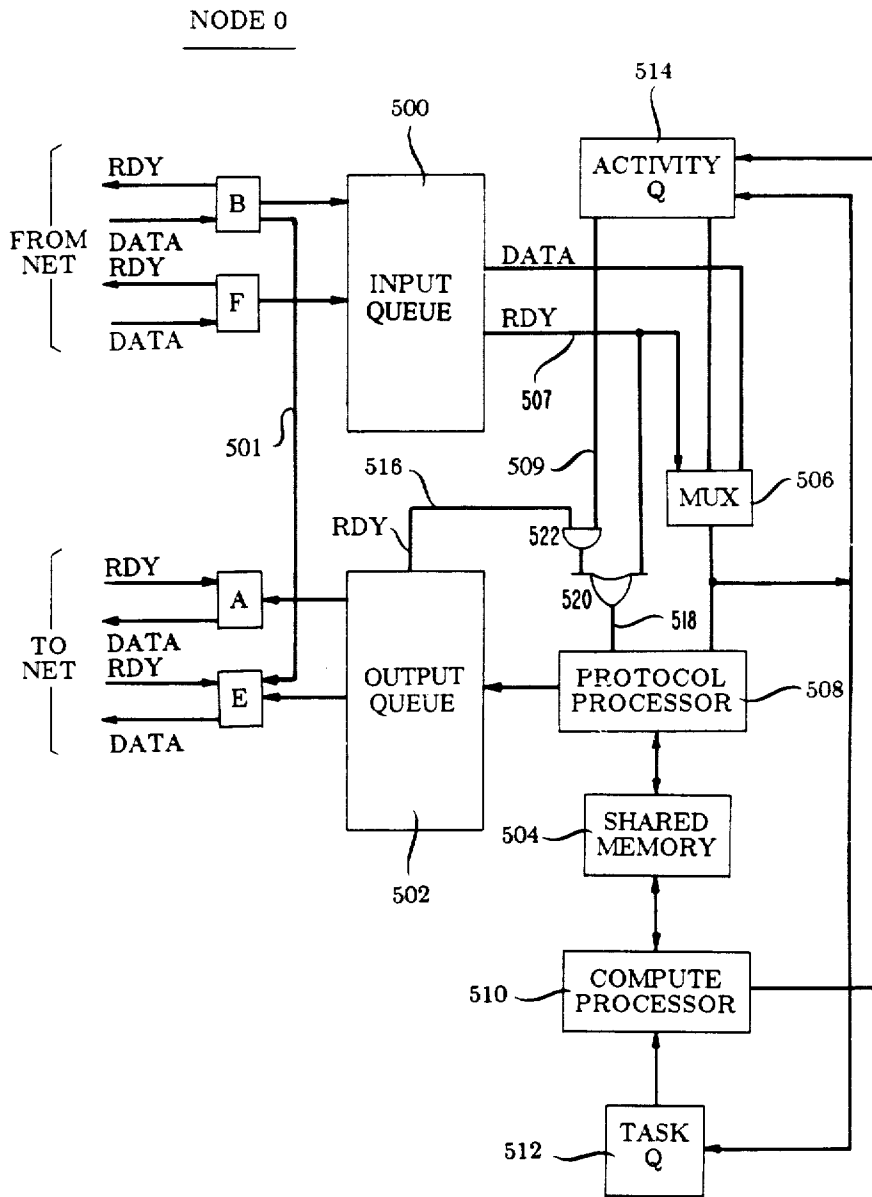 NODE 0
514
500
ACTIVITY
Q
RDY
B
FROM
NET
DATA
RDY
F
DATA
INPUT
QUEUE
DATA
RDY
507
501
509
516
MUX
506
RDY
522
520
518
RDY
A
TO
NET
DATA
RDY
E
DATA
OUTPUT
QUEUE
PROTOCOL
PROCESSOR
508
504
SHARED
MEMORY
502
510
COMPUTE
PROCESSOR
512
TASK
Q